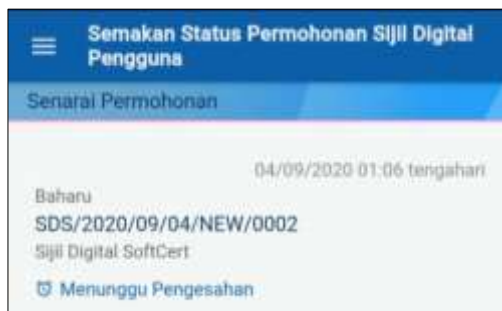 Semakan Status Permohonan Sijil Digital
Pengguna
Senarai Permohonan
04/09/2020 01:06 tengahari
Baharu
SDS/2020/09/04/NEW/0002
Sijil Digital SoftCert
Menunggu Pengesahan